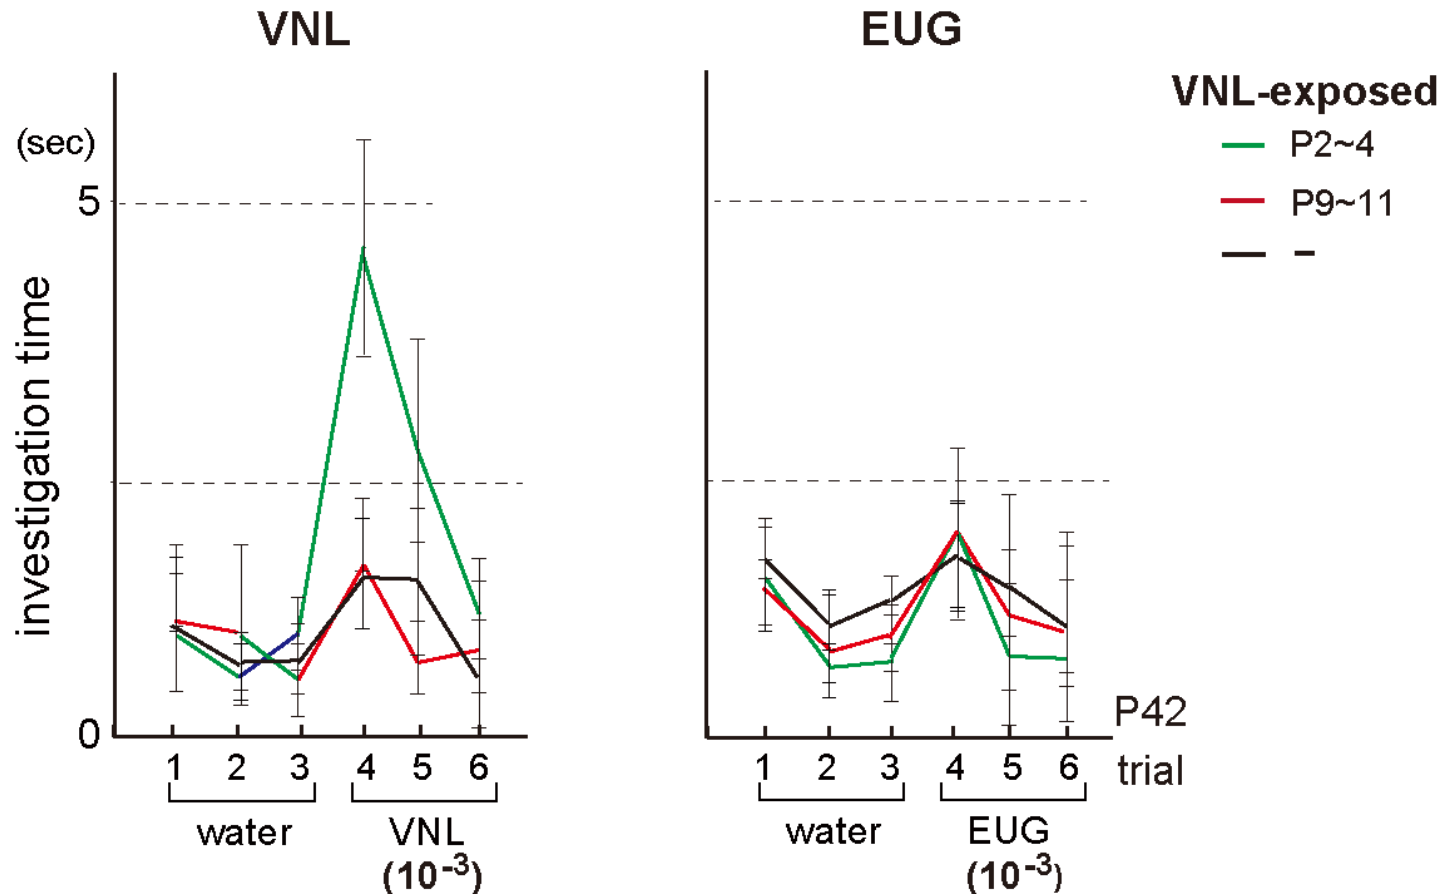 VNL
EUG
VNL-exposed
P2~4
P9~11
–
(sec)
5
0
investigation time
1 2 3 4 5 6
water
VNL
(10⁻³)
1 2 3 4 5 6
water
EUG
(10⁻³)
P42
trial